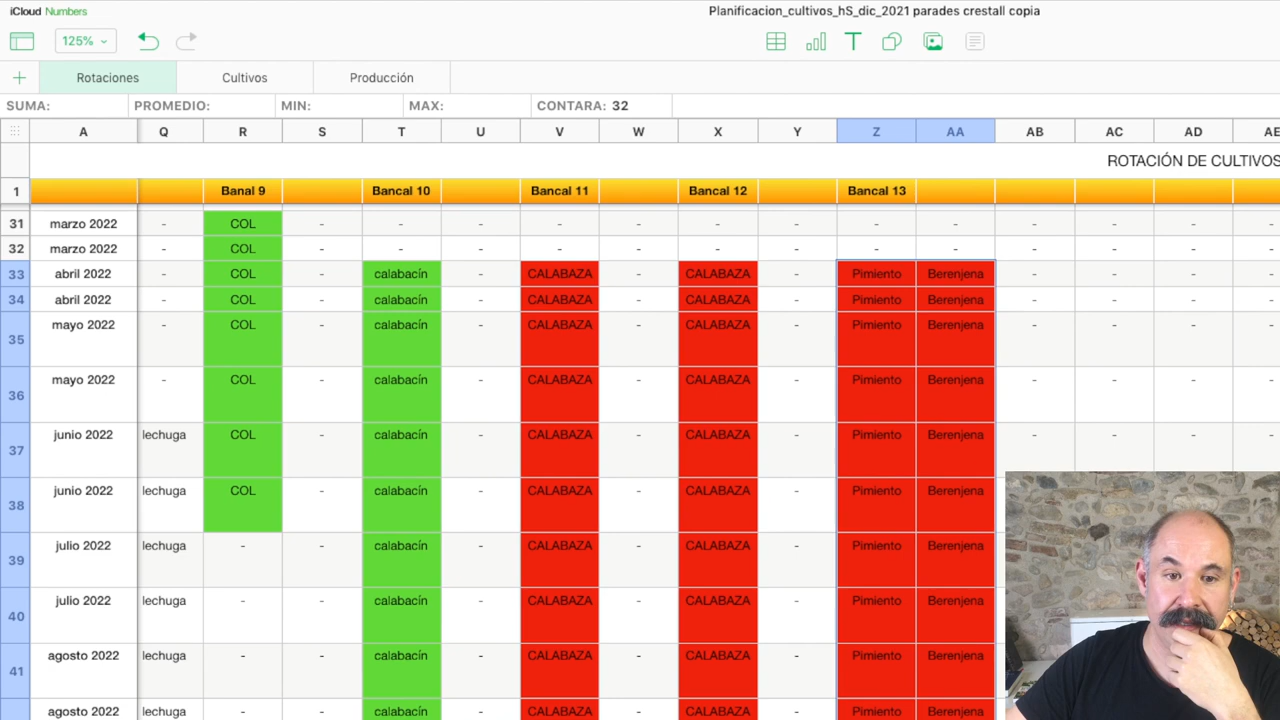 iCloud Numbers
Planificacion_cultivos_hS_dic_2021 parades crestall copia
125%
Rotaciones Cultivos Producción
SUMA: PROMEDIO: MIN: MAX: CONTARA: 32
A Q R S T U V W X Y Z AA AB AC AD AE
ROTACIÓN DE CULTIVOS
1 Banal 9 Bancal 10 Bancal 11 Bancal 12 Bancal 13
31 marzo 2022 - COL - - - - - - - - - - - - -
32 marzo 2022 - COL - - - - - - - - - - - - -
33 abril 2022 - COL - calabacín - CALABAZA - CALABAZA - Pimiento Berenjena - - - -
34 abril 2022 - COL - calabacín - CALABAZA - CALABAZA - Pimiento Berenjena - - - -
35 mayo 2022 - COL - calabacín - CALABAZA - CALABAZA - Pimiento Berenjena - - - -
36 mayo 2022 - COL - calabacín - CALABAZA - CALABAZA - Pimiento Berenjena - - - -
37 junio 2022 lechuga COL - calabacín - CALABAZA - CALABAZA - Pimiento Berenjena - - - -
38 junio 2022 lechuga COL - calabacín - CALABAZA - CALABAZA - Pimiento Berenjena
39 julio 2022 lechuga - - calabacín - CALABAZA - CALABAZA - Pimiento Berenjena
40 julio 2022 lechuga - - calabacín - CALABAZA - CALABAZA - Pimiento Berenjena
41 agosto 2022 lechuga - - calabacín - CALABAZA - CALABAZA - Pimiento Berenjena
agosto 2022 lechuga - - calabacín - CALABAZA - CALABAZA - Pimiento Berenjena